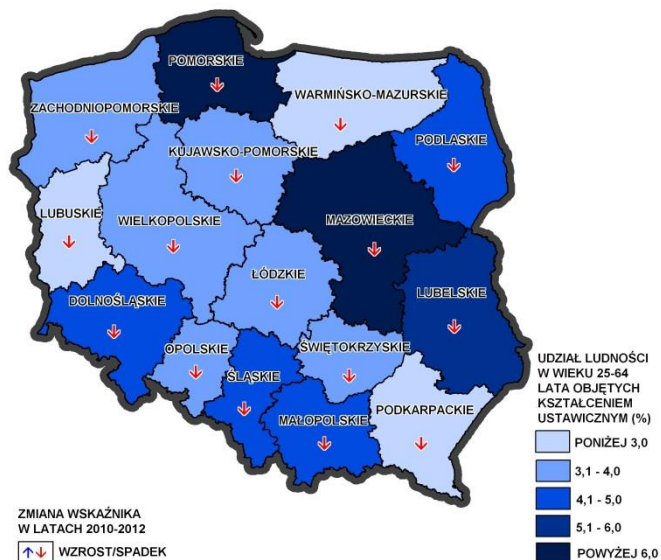 POMORSKIE
WARMIŃSKO-MAZURSKIE
ZACHODNIOPOMORSKIE
PODLASKIE
KUJAWSKO-POMORSKIE
LUBUSKIE
WIELKOPOLSKIE
MAZOWIECKIE
ŁÓDZKIE
LUBELSKIE
DOLNOŚLĄSKIE
OPOLSKIE
ŚWIĘTOKRZYSKIE
ŚLĄSKIE
MAŁOPOLSKIE
PODKARPACKIE
UDZIAŁ LUDNOŚCI
W WIEKU 25-64
LATA OBJĘTYCH
KSZTAŁCENIEM
USTAWICZNYM (%)
PONIŻEJ 3,0
3,1 - 4,0
4,1 - 5,0
5,1 - 6,0
POWYŻEJ 6,0
ZMIANA WSKAŹNIKA
W LATACH 2010-2012
WZROST/SPADEK